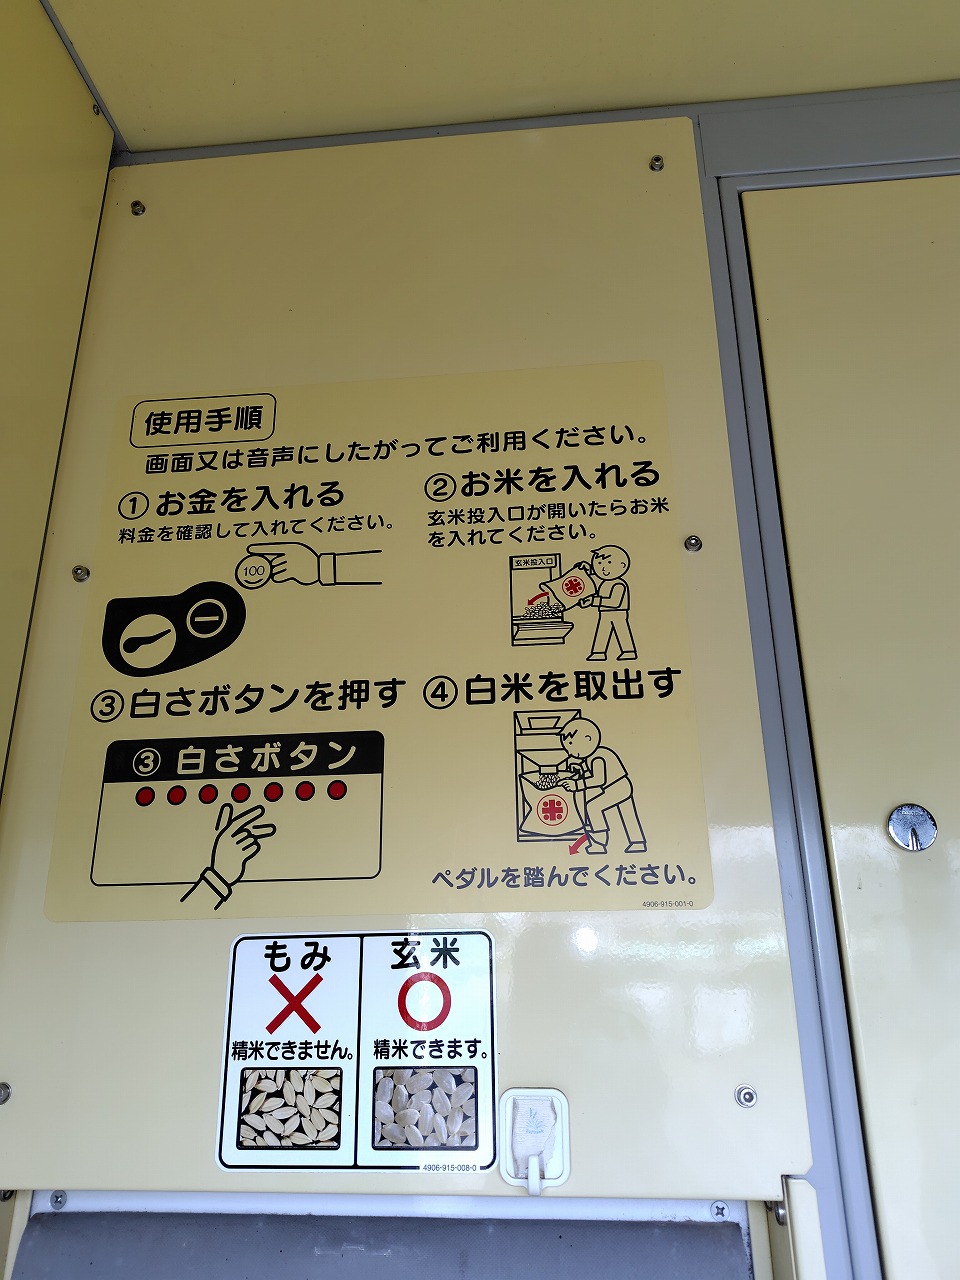 使用手順
画面又は音声にしたがってご利用ください。
① お金を入れる
料金を確認して入れてください。
100
② お米を入れる
玄米投入口が開いたらお米
を入れてください。
玄米投入口
③ 白さボタンを押す
③ 白さボタン
④ 白米を取出す
ペダルを踏んでください。
4906-915-001-0
もみ
精米できません。
玄米
精米できます。
4906-915-008-0